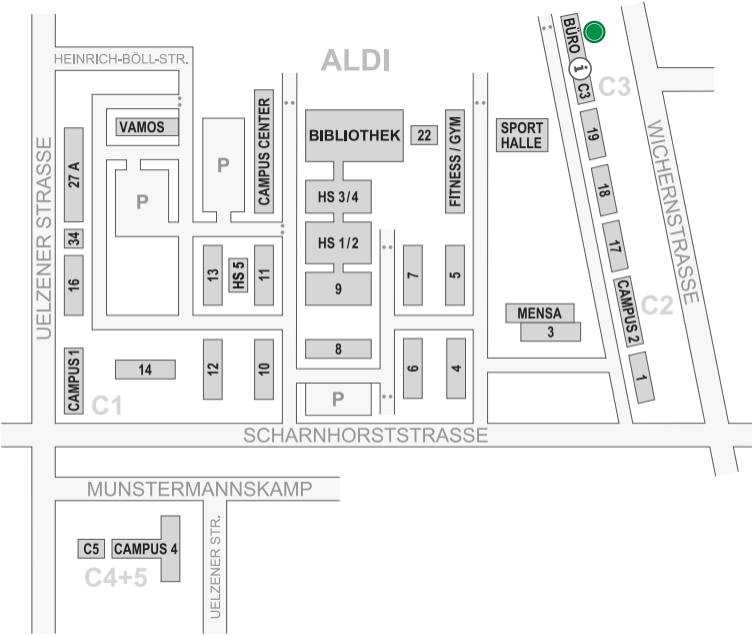 BÜRO
i
C3
C3
HEINRICH-BÖLL-STR.
ALDI
VAMOS
P
P
CAMPUS CENTER
BIBLIOTHEK
22
FITNESS / GYM
SPORT
HALLE
19
WICHERNSTRASSE
27 A
UELZENER STRASSE
HS 3/4
18
34
HS 1/2
17
16
13
HS 5
11
9
7
5
CAMPUS 2
C2
MENSA
3
8
CAMPUS 1
C1
14
12
10
6
4
1
P
SCHARNHORSTSTRASSE
MUNSTERMANNSKAMP
UELZENER STR.
C5
CAMPUS 4
C4+5